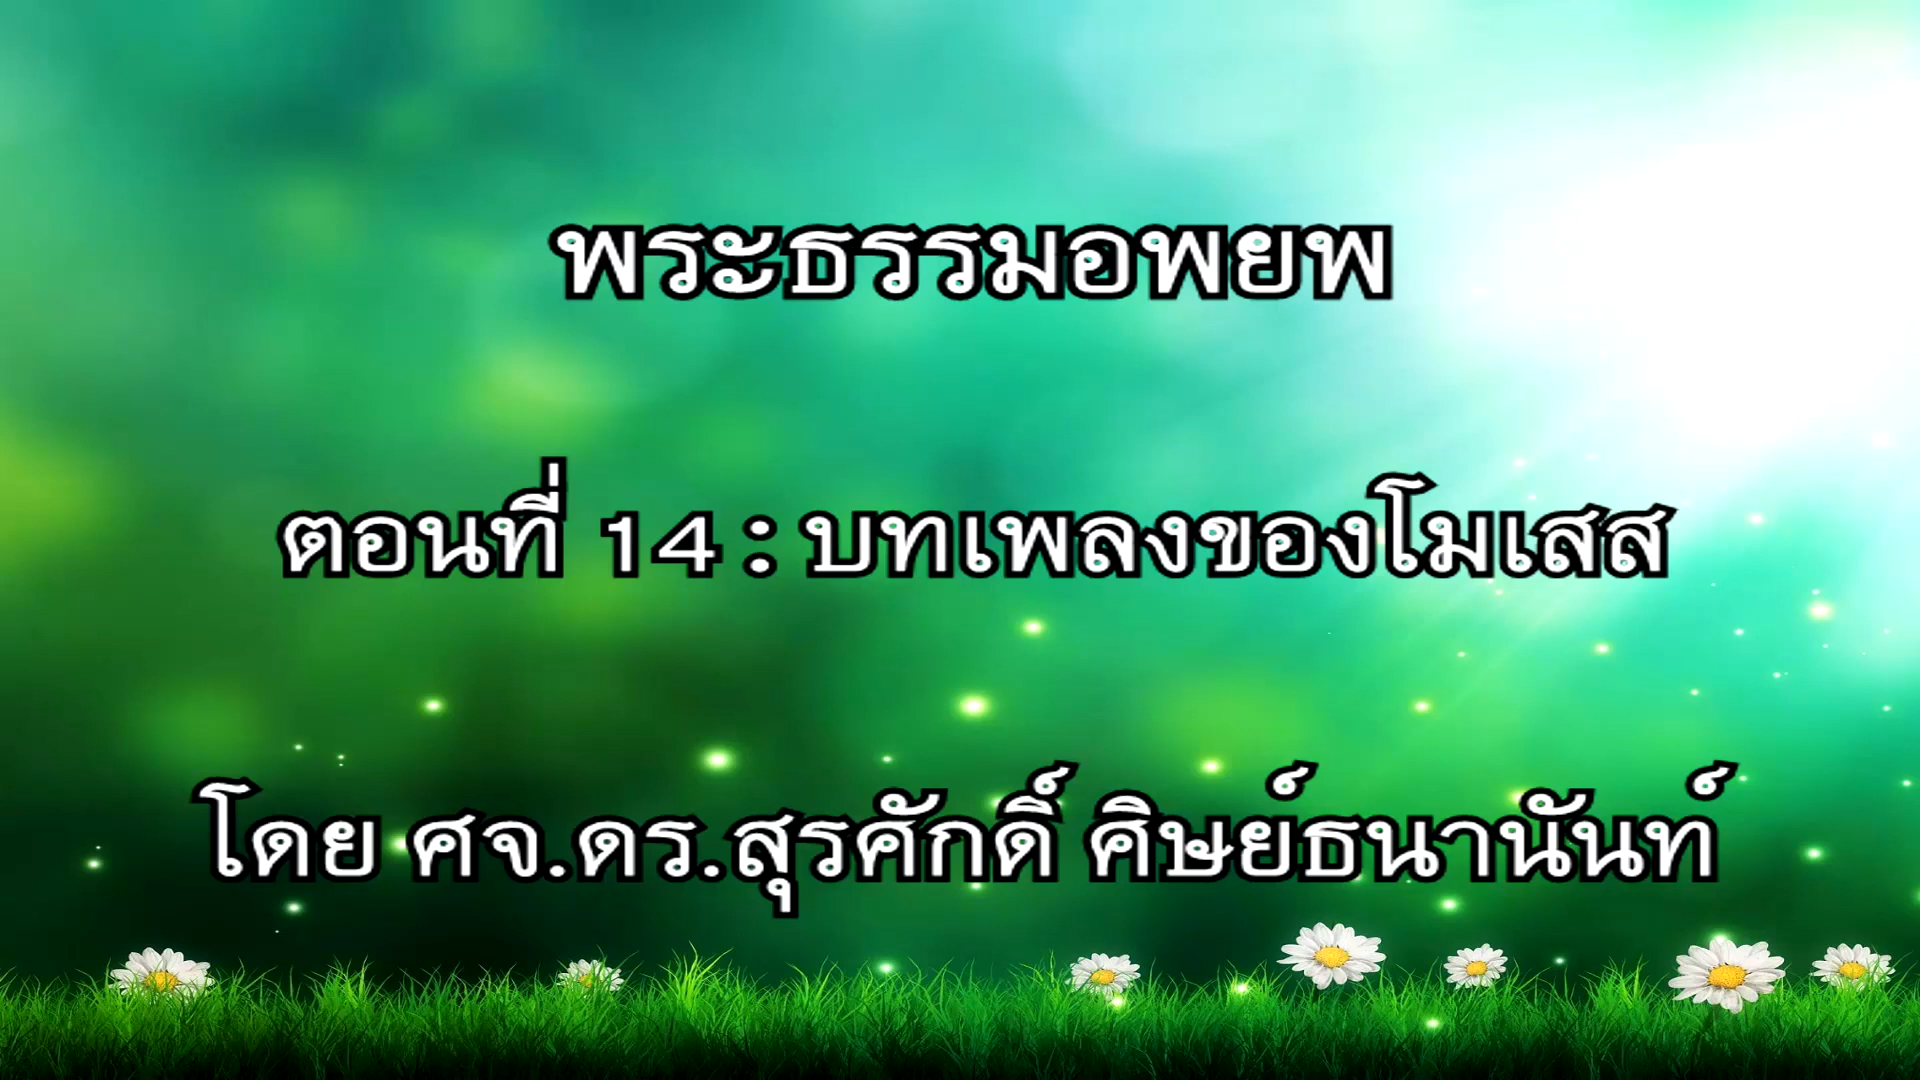 พระธรรมอพยพ
ตอนที่ 14 : บทเพลงของโมเสส
โดย ศจ.ดร.สุรศักดิ์ ศิษย์ธนานันท์